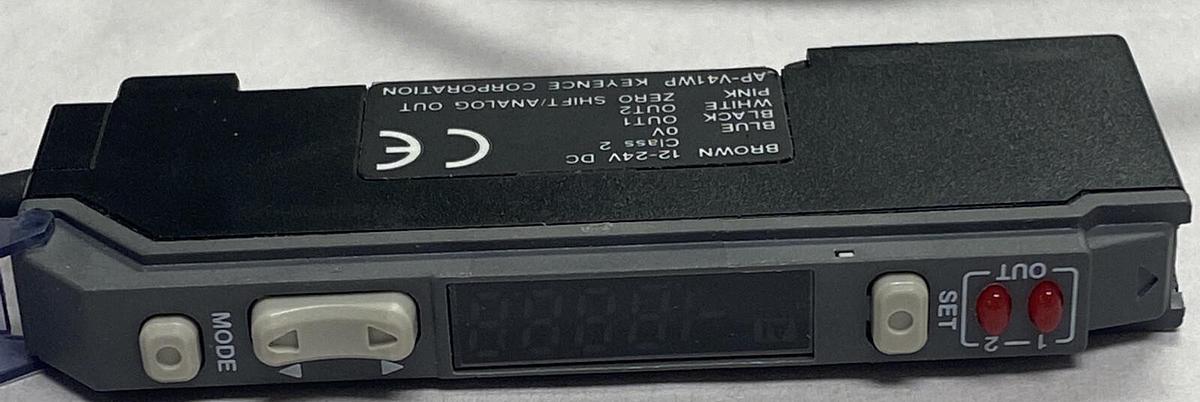 BROWN 12-24V DC
Class 2
BLUE 0V
BLACK OUT1
WHITE OUT2
PINK ZERO SHIFT/ANALOG OUT
AP-V41WP KEYENCE CORPORATION
CE
MODE
SET
OUT
1 2